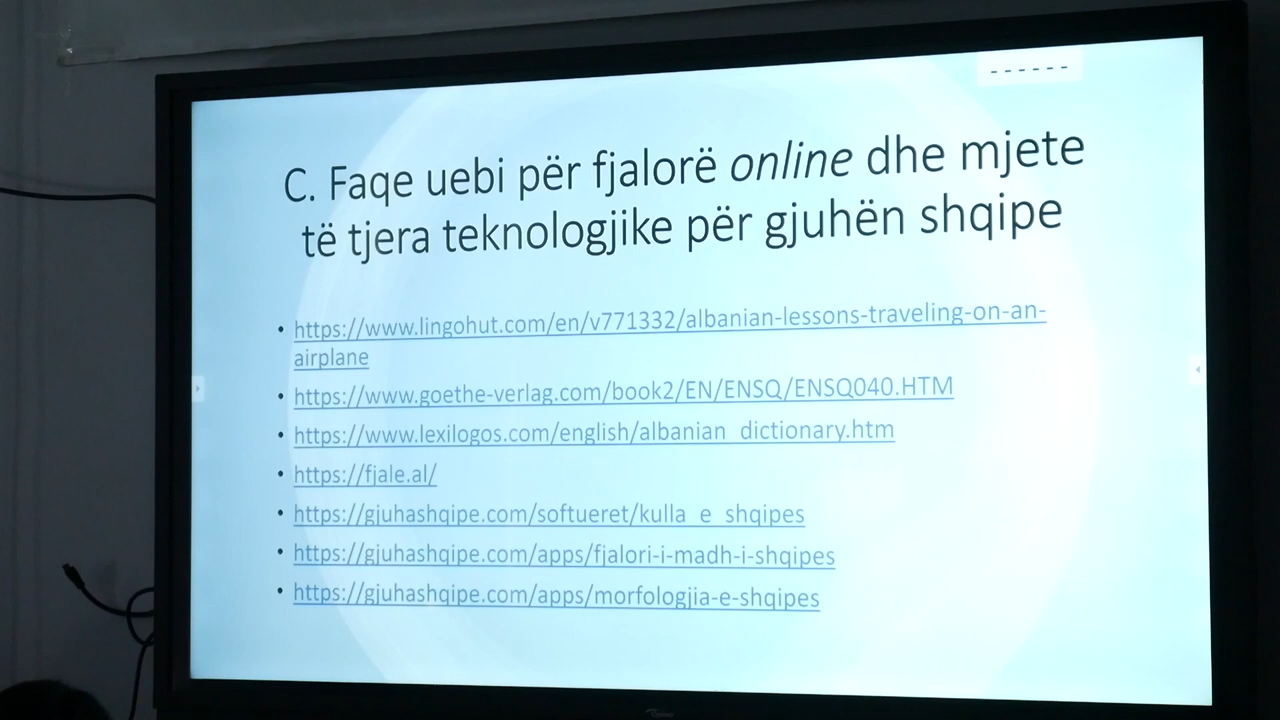 ------
C. Faqe uebi për fjalorë online dhe mjete
të tjera teknologjike për gjuhën shqipe
• https://www.lingohut.com/en/v771332/albanian-lessons-traveling-on-an-
airplane
• https://www.goethe-verlag.com/book2/EN/ENSQ/ENSQ040.HTM
• https://www.lexilogos.com/english/albanian_dictionary.htm
• https://fjale.al/
• https://gjuhashqipe.com/softueret/kulla_e_shqipes
• https://gjuhashqipe.com/apps/fjalori-i-madh-i-shqipes
• https://gjuhashqipe.com/apps/morfologjia-e-shqipes